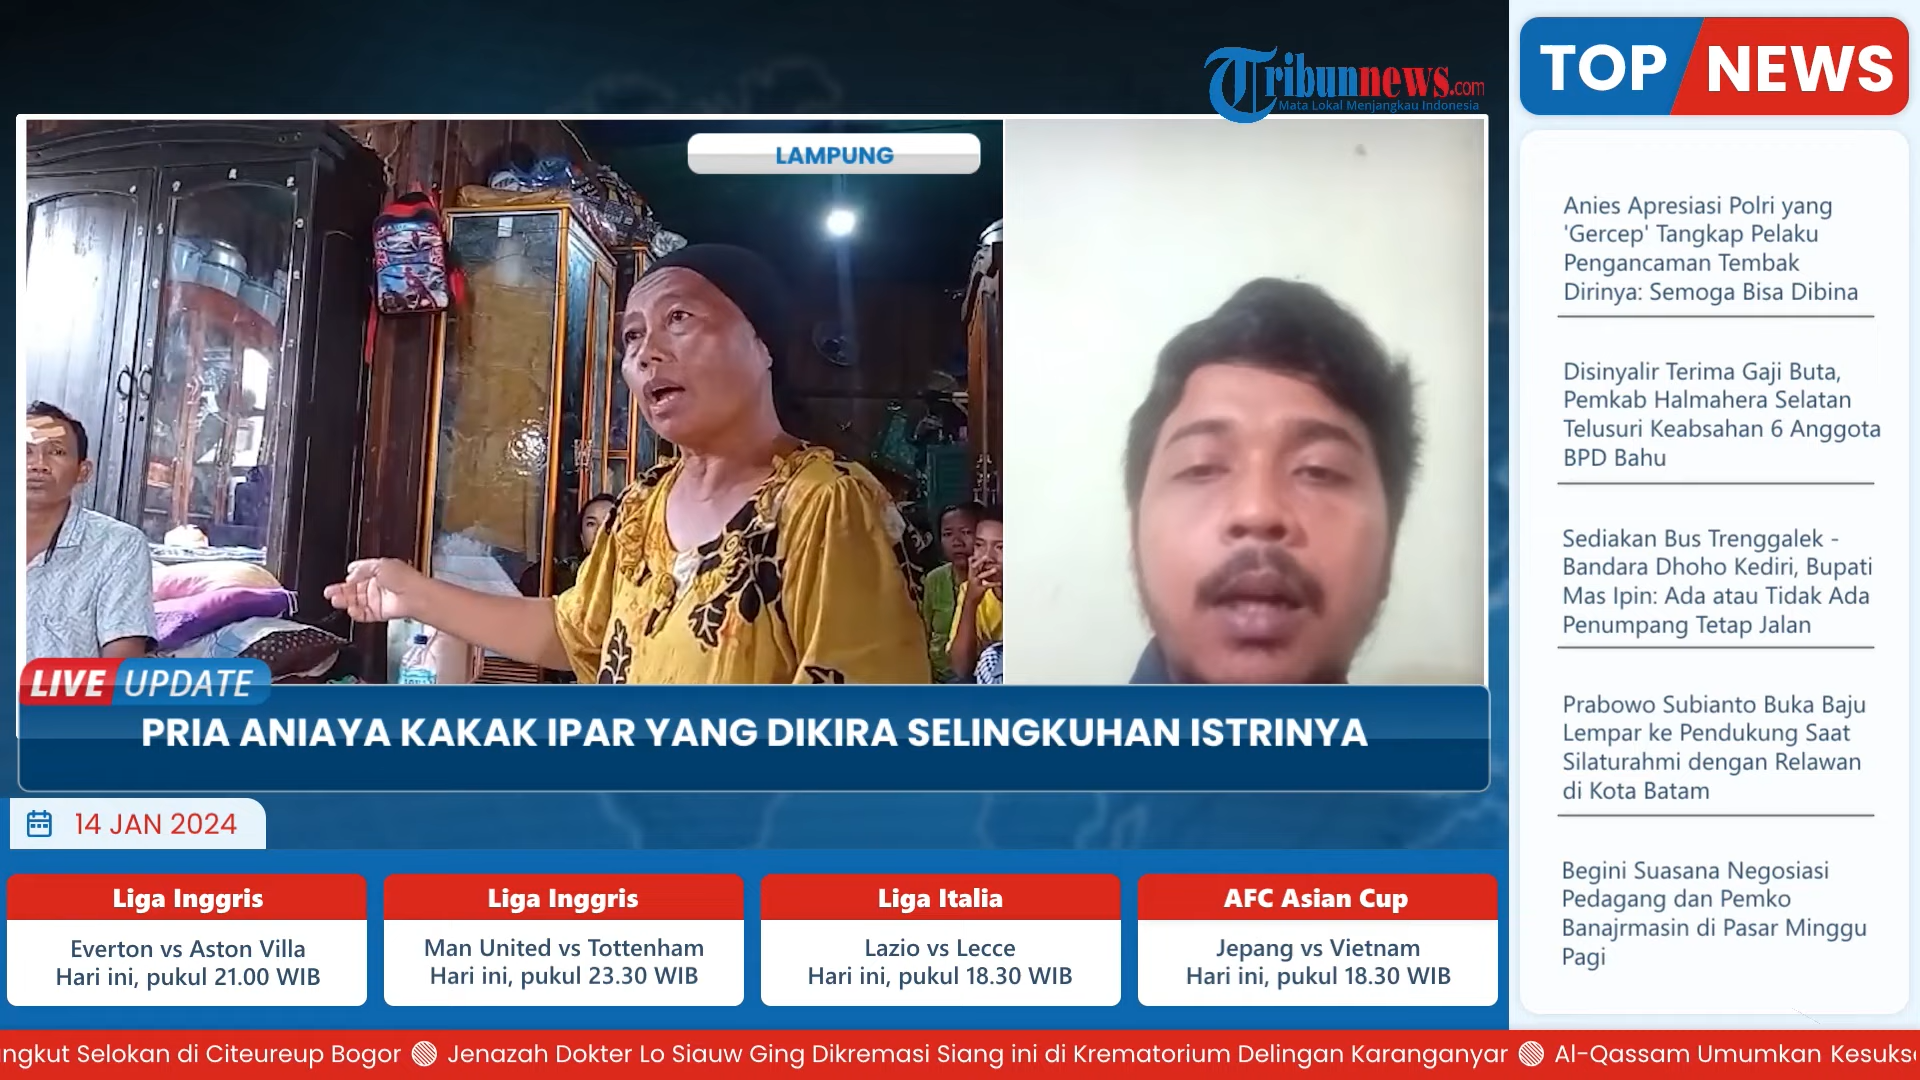 Tribunnews.com
Mata Lokal Menjangkau Indonesia
LAMPUNG
LIVE UPDATE
PRIA ANIAYA KAKAK IPAR YANG DIKIRA SELINGKUHAN ISTRINYA
14 JAN 2024
Liga Inggris
Everton vs Aston Villa
Hari ini, pukul 21.00 WIB
Liga Inggris
Man United vs Tottenham
Hari ini, pukul 23.30 WIB
Liga Italia
Lazio vs Lecce
Hari ini, pukul 18.30 WIB
AFC Asian Cup
Jepang vs Vietnam
Hari ini, pukul 18.30 WIB
TOP NEWS
Anies Apresiasi Polri yang
'Gercep' Tangkap Pelaku
Pengancaman Tembak
Dirinya: Semoga Bisa Dibina
Disinyalir Terima Gaji Buta,
Pemkab Halmahera Selatan
Telusuri Keabsahan 6 Anggota
BPD Bahu
Sediakan Bus Trenggalek -
Bandara Dhoho Kediri, Bupati
Mas Ipin: Ada atau Tidak Ada
Penumpang Tetap Jalan
Prabowo Subianto Buka Baju
Lempar ke Pendukung Saat
Silaturahmi dengan Relawan
di Kota Batam
Begini Suasana Negosiasi
Pedagang dan Pemko
Banajrmasin di Pasar Minggu
Pagi
ngkut Selokan di Citeureup Bogor Jenazah Dokter Lo Siauw Ging Dikremasi Siang ini di Krematorium Delingan Karanganyar Al-Qassam Umumkan Kesuks